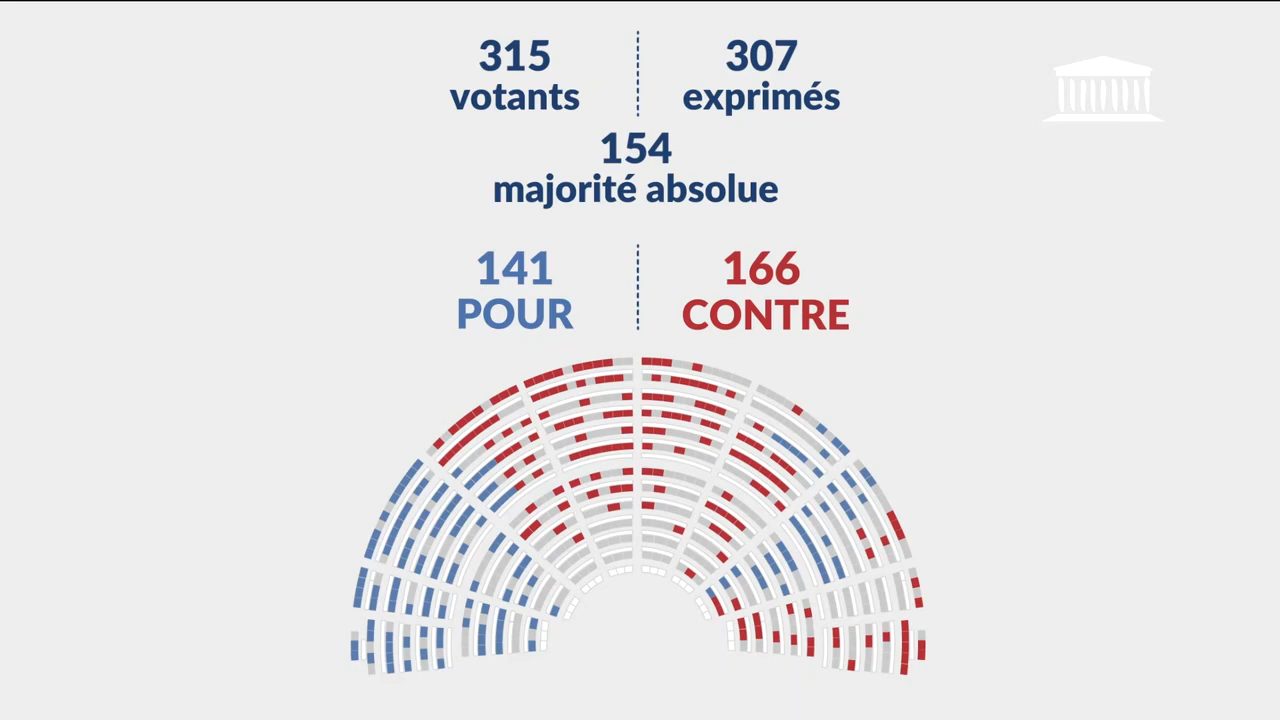 315
votants
307
exprimés
154
majorité absolue
141
POUR
166
CONTRE